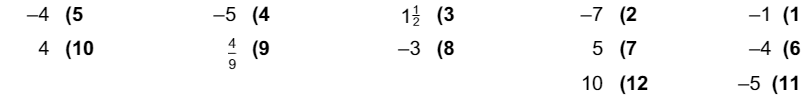 –4 (5 –5 (4 1½ (3 –7 (2 –1 (1
4 (10 4/9 (9 –3 (8 5 (7 –4 (6
10 (12 –5 (11